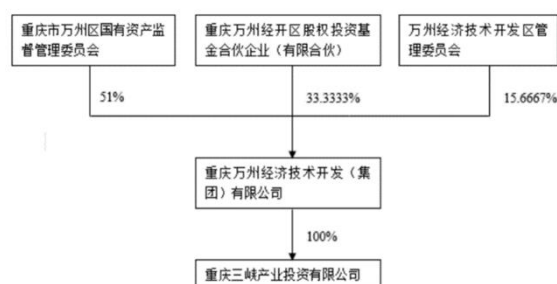 重庆市万州区国有资产监
督管理委员会
重庆万州经开区股权投资基
金合伙企业（有限合伙）
万州经济技术开发区管
理委员会
51%
33.3333%
15.6667%
重庆万州经济技术开发（集
团）有限公司
100%
重庆三峡产业投资有限公司